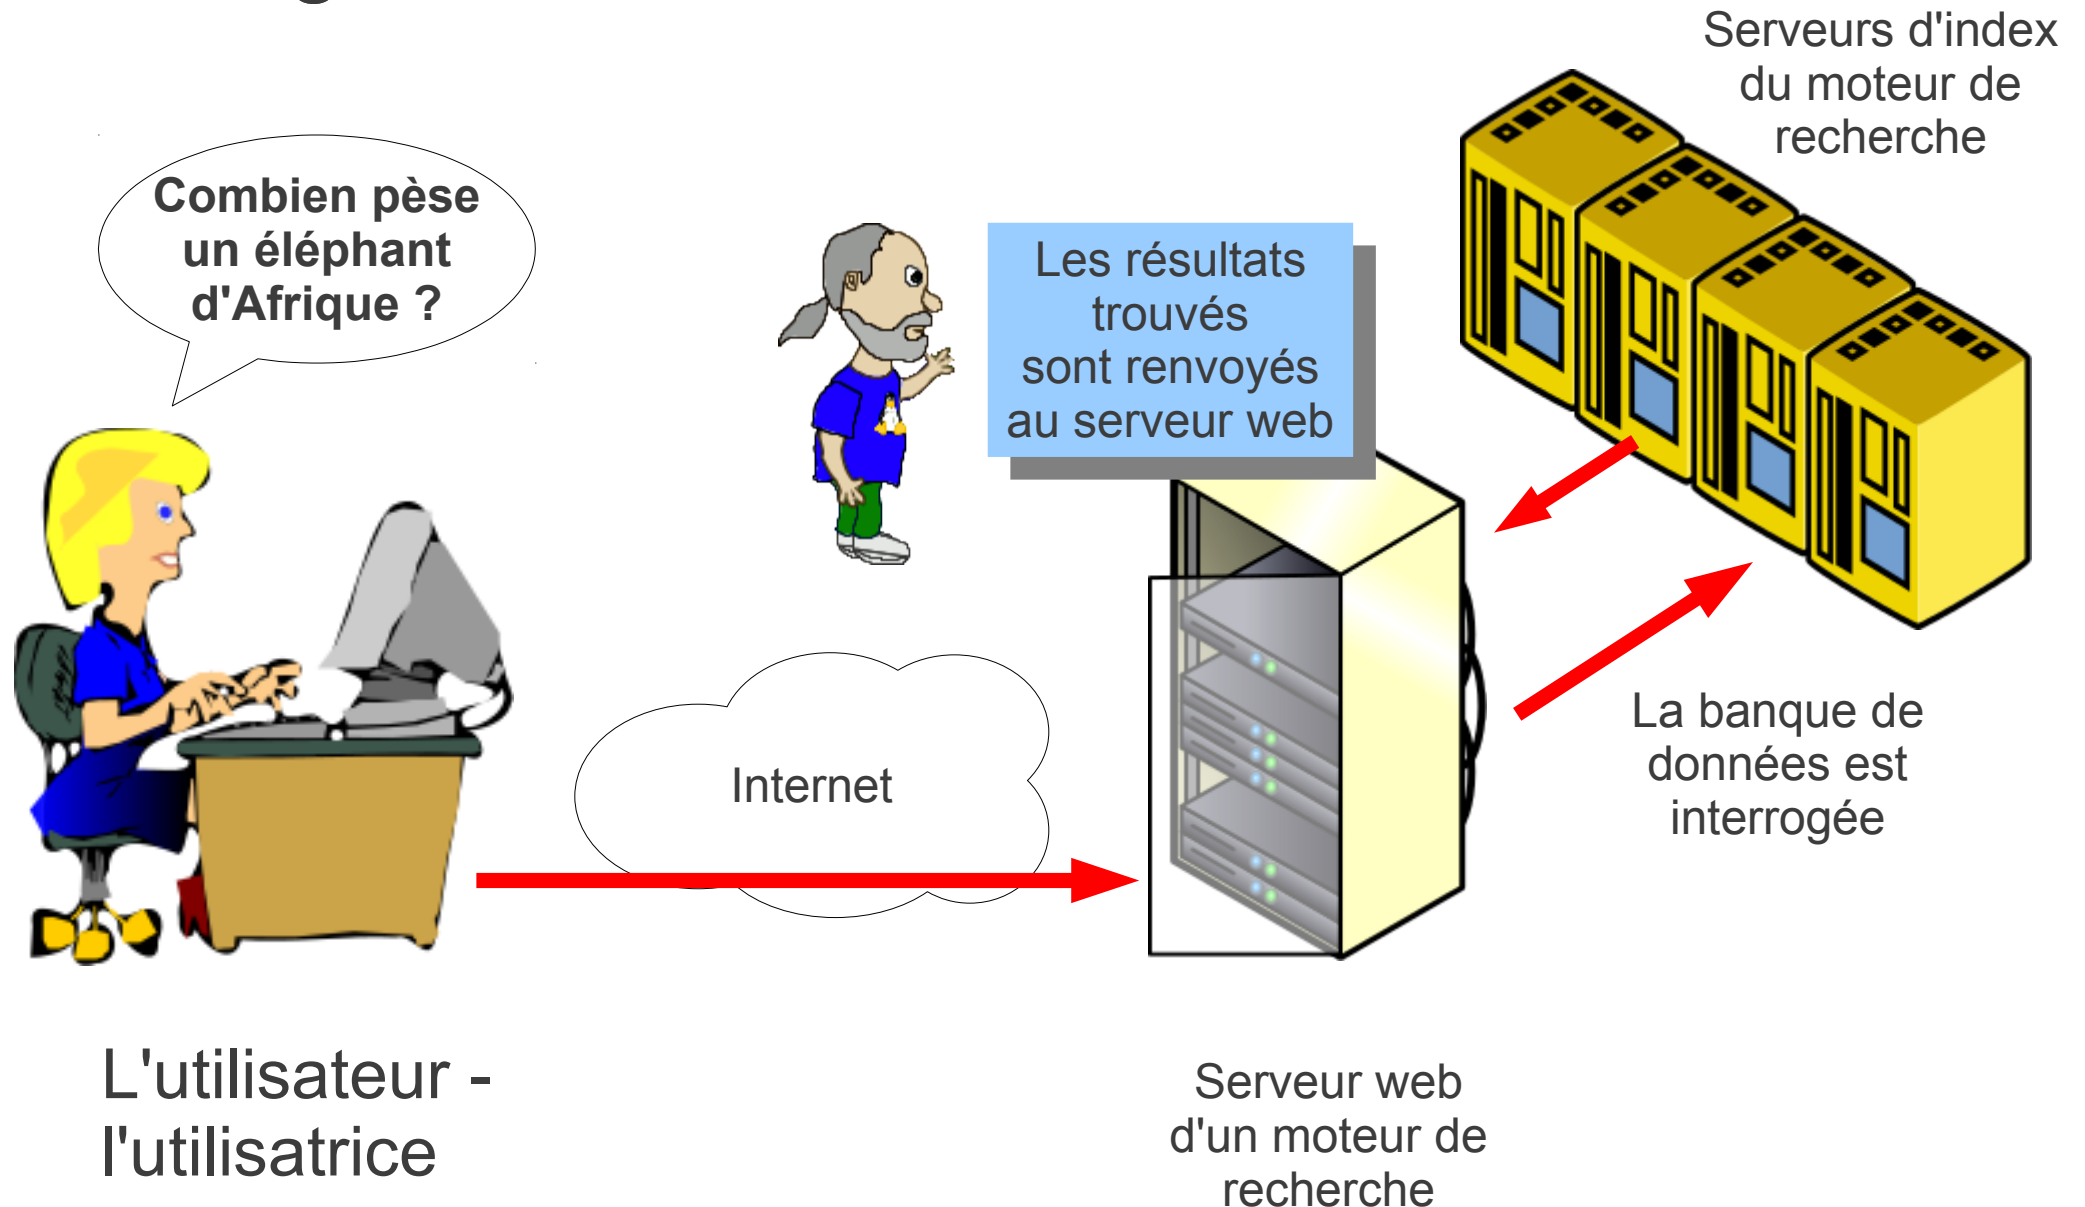 Serveurs d'index
du moteur de
recherche
Combien pèse
un éléphant
d'Afrique ?
Les résultats
trouvés
sont renvoyés
au serveur web
La banque de
données est
interrogée
Internet
L'utilisateur -
l'utilisatrice
Serveur web
d'un moteur de
recherche